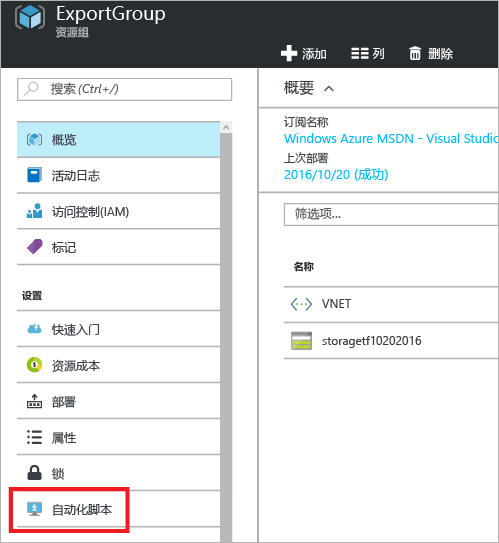 ExportGroup
资源组
添加 列 删除
搜索 (Ctrl+/)
概览
活动日志
访问控制(IAM)
标记
设置
快速入门
资源成本
部署
属性
锁
自动化脚本
概要
订阅名称
Windows Azure MSDN - Visual Studio
上次部署
2016/10/20 (成功)
筛选项...
名称
VNET
storagetf10202016